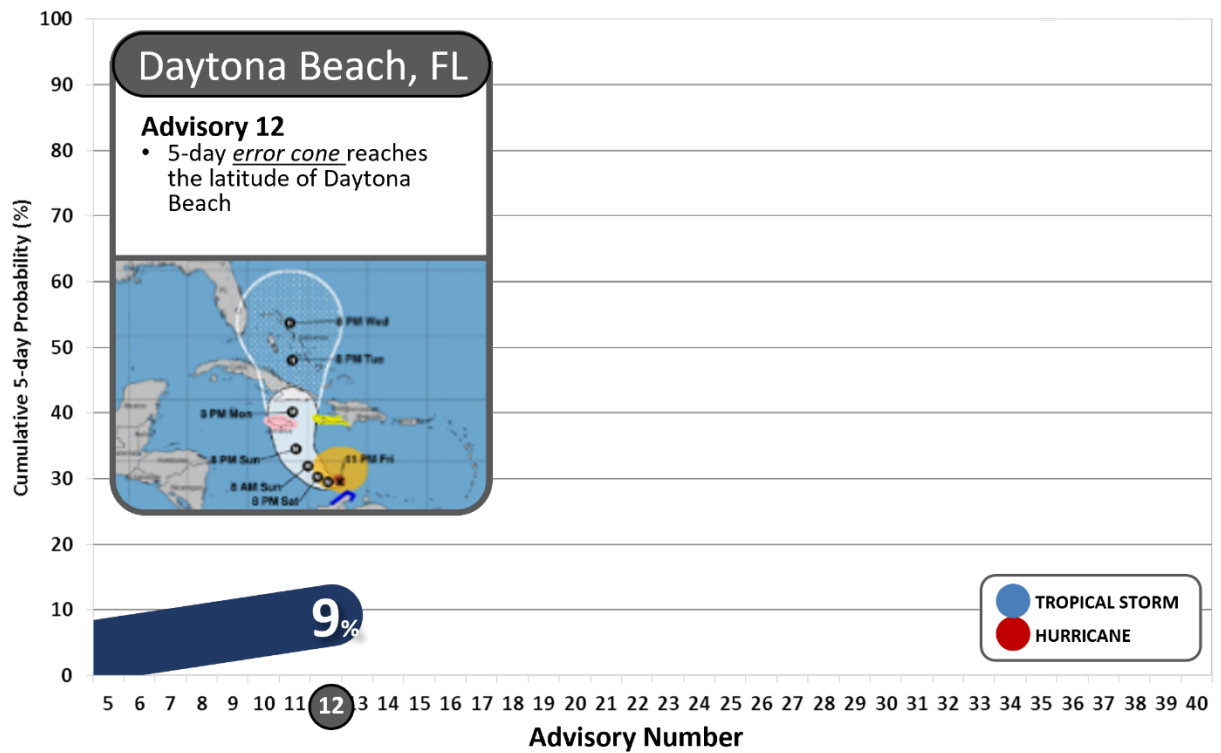 100
90
80
70
60
50
40
30
20
10
0
Cumulative 5-day Probability (%)
Daytona Beach, FL
Advisory 12
• 5-day error cone reaches
the latitude of Daytona
Beach
8 PM Wed
8 PM Tue
8 PM Mon
8 PM Sun
11 PM Fri
8 AM Sun
8 PM Sat
9%
TROPICAL STORM
HURRICANE
5 6 7 8 9 10 11 12 13 14 15 16 17 18 19 20 21 22 23 24 25 26 27 28 29 30 31 32 33 34 35 36 37 38 39 40
Advisory Number